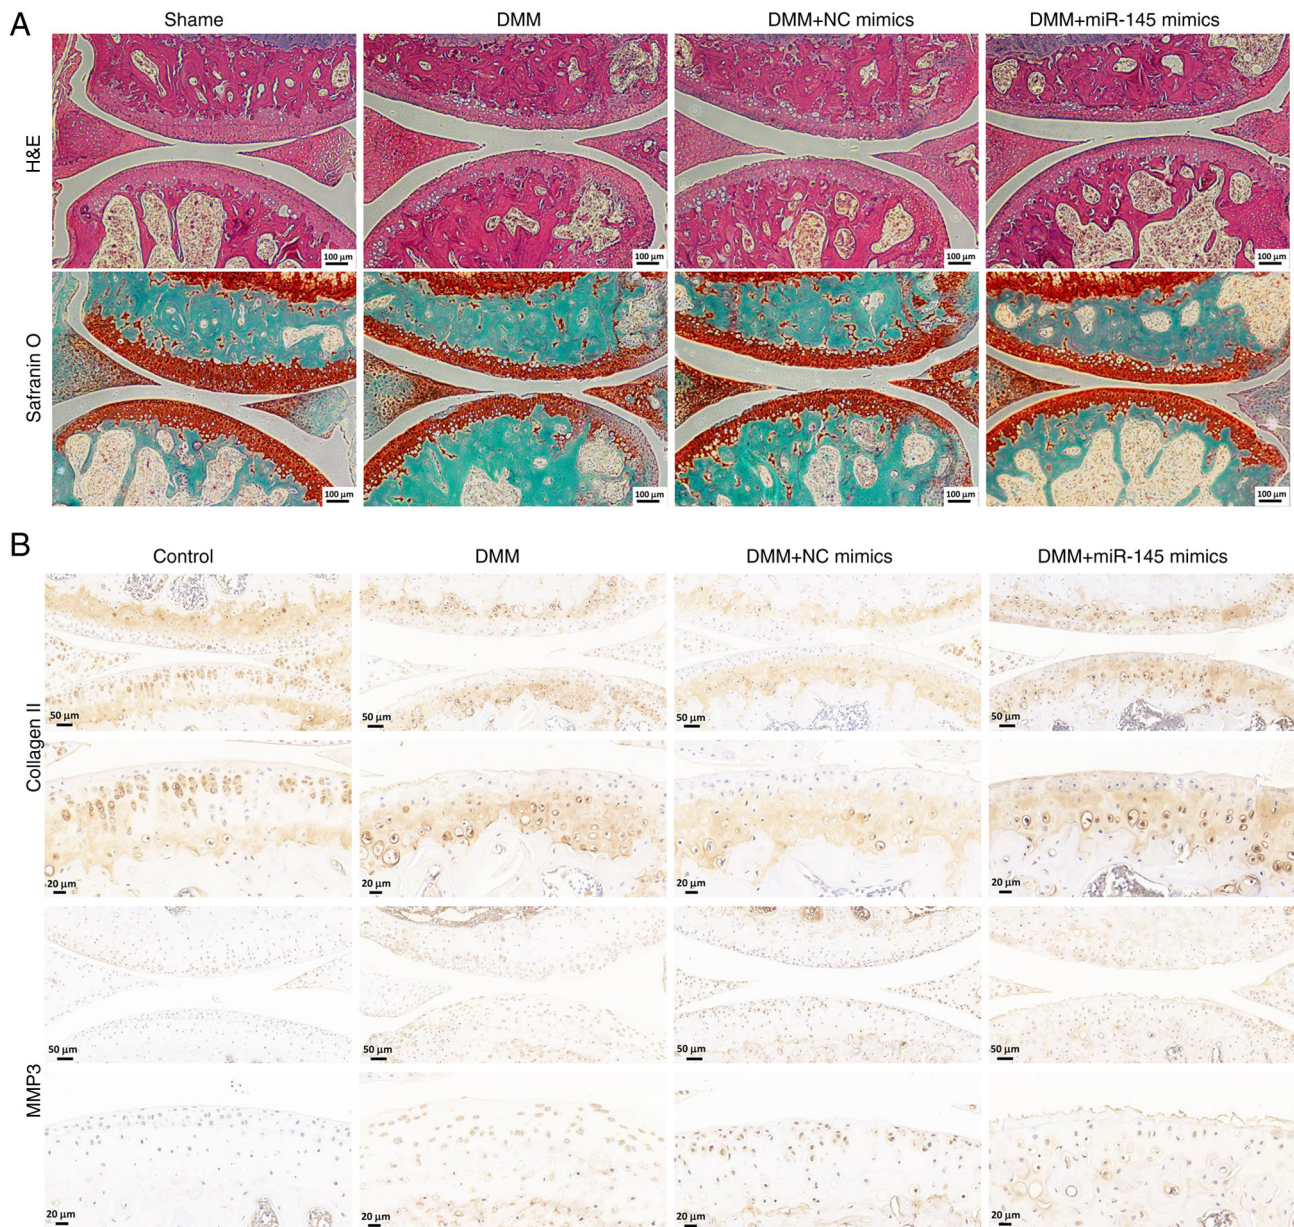 A
Shame DMM DMM+NC mimics DMM+miR-145 mimics
H&E
100 µm 100 µm 100 µm 100 µm
Safranin O
100 µm 100 µm 100 µm 100 µm
B
Control DMM DMM+NC mimics DMM+miR-145 mimics
Collagen II
50 µm 50 µm 50 µm 50 µm
20 µm 20 µm 20 µm 20 µm
MMP3
50 µm 50 µm 50 µm 50 µm
20 µm 20 µm 20 µm 20 µm